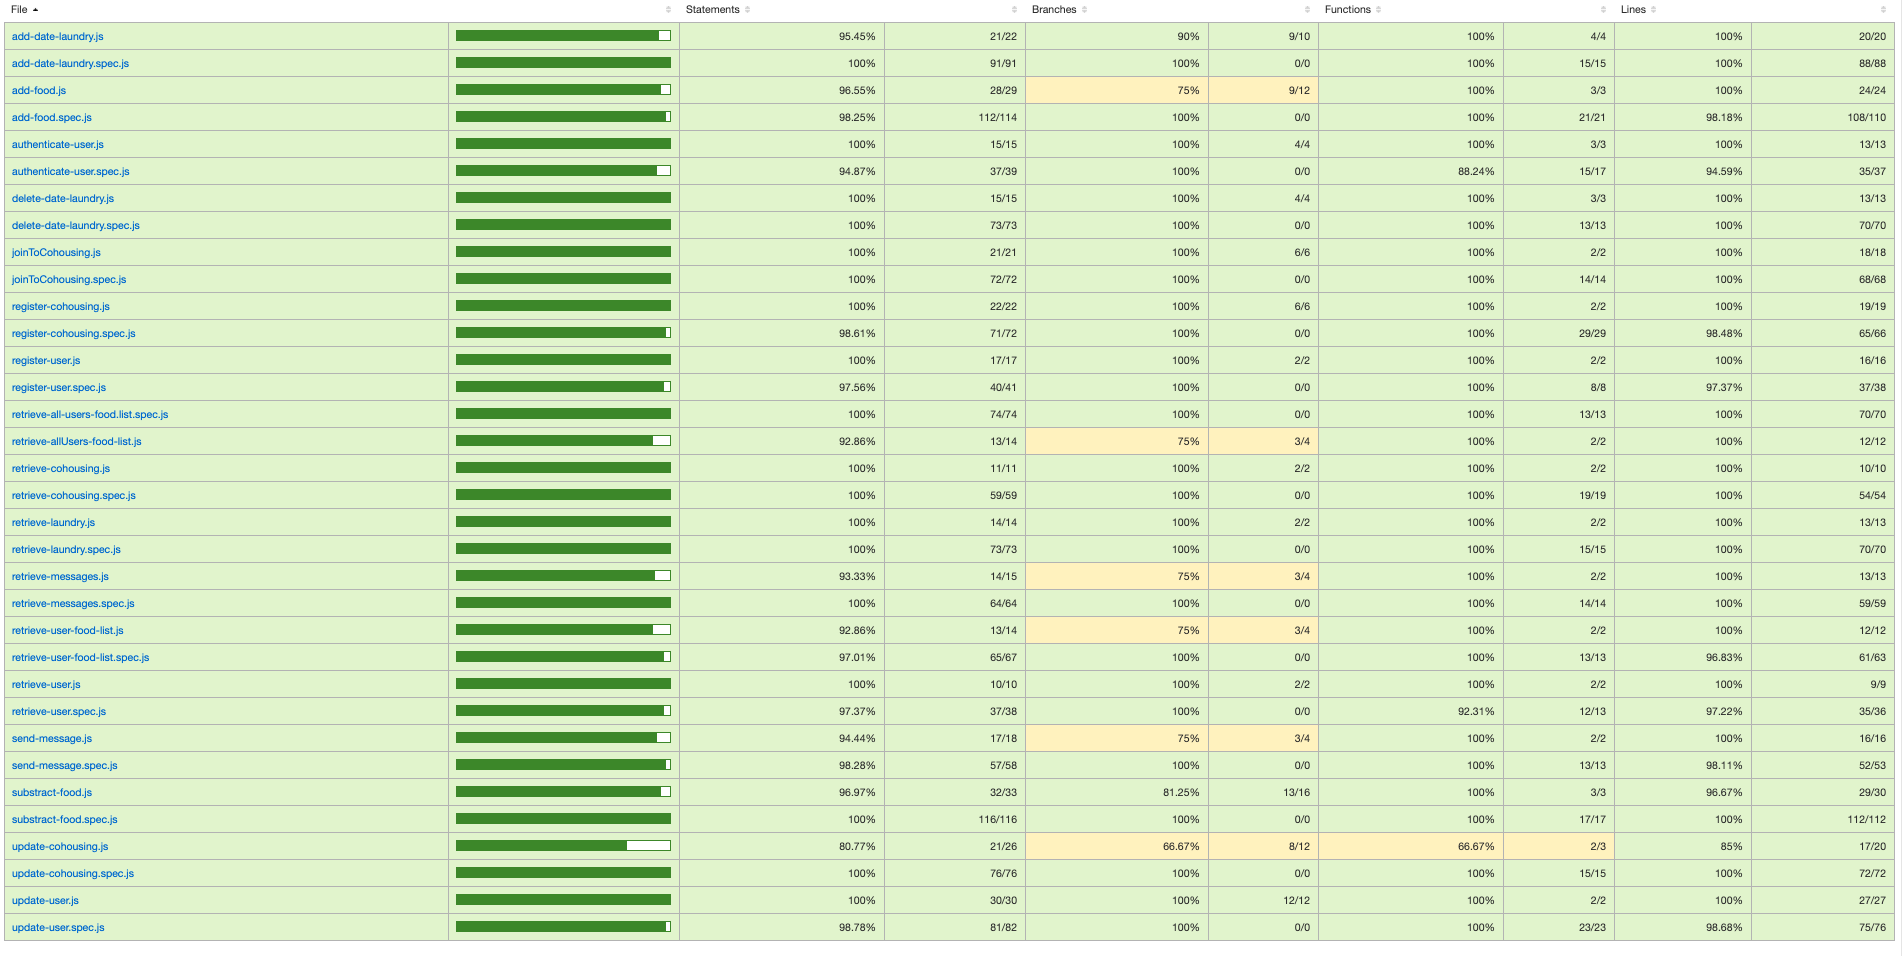 File Statements Branches Functions Lines
add-date-laundry.js 95.45% 21/22 90% 9/10 100% 4/4 100% 20/20
add-date-laundry.spec.js 100% 91/91 100% 0/0 100% 15/15 100% 88/88
add-food.js 96.55% 28/29 75% 9/12 100% 3/3 100% 24/24
add-food.spec.js 98.25% 112/114 100% 0/0 100% 21/21 98.18% 108/110
authenticate-user.js 100% 15/15 100% 4/4 100% 3/3 100% 13/13
authenticate-user.spec.js 94.87% 37/39 100% 0/0 88.24% 15/17 94.59% 35/37
delete-date-laundry.js 100% 15/15 100% 4/4 100% 3/3 100% 13/13
delete-date-laundry.spec.js 100% 73/73 100% 0/0 100% 13/13 100% 70/70
joinToCohousing.js 100% 21/21 100% 6/6 100% 2/2 100% 18/18
joinToCohousing.spec.js 100% 72/72 100% 0/0 100% 14/14 100% 68/68
register-cohousing.js 100% 22/22 100% 6/6 100% 2/2 100% 19/19
register-cohousing.spec.js 98.61% 71/72 100% 0/0 100% 29/29 98.48% 65/66
register-user.js 100% 17/17 100% 2/2 100% 2/2 100% 16/16
register-user.spec.js 97.56% 40/41 100% 0/0 100% 8/8 97.37% 37/38
retrieve-all-users-food.list.spec.js 100% 74/74 100% 0/0 100% 13/13 100% 70/70
retrieve-allUsers-food-list.js 92.86% 13/14 75% 3/4 100% 2/2 100% 12/12
retrieve-cohousing.js 100% 11/11 100% 2/2 100% 2/2 100% 10/10
retrieve-cohousing.spec.js 100% 59/59 100% 0/0 100% 19/19 100% 54/54
retrieve-laundry.js 100% 14/14 100% 2/2 100% 2/2 100% 13/13
retrieve-laundry.spec.js 100% 73/73 100% 0/0 100% 15/15 100% 70/70
retrieve-messages.js 93.33% 14/15 75% 3/4 100% 2/2 100% 13/13
retrieve-messages.spec.js 100% 64/64 100% 0/0 100% 14/14 100% 59/59
retrieve-user-food-list.js 92.86% 13/14 75% 3/4 100% 2/2 100% 12/12
retrieve-user-food-list.spec.js 97.01% 65/67 100% 0/0 100% 13/13 96.83% 61/63
retrieve-user.js 100% 10/10 100% 2/2 100% 2/2 100% 9/9
retrieve-user.spec.js 97.37% 37/38 100% 0/0 92.31% 12/13 97.22% 35/36
send-message.js 94.44% 17/18 75% 3/4 100% 2/2 100% 16/16
send-message.spec.js 98.28% 57/58 100% 0/0 100% 13/13 98.11% 52/53
substract-food.js 96.97% 32/33 81.25% 13/16 100% 3/3 96.67% 29/30
substract-food.spec.js 100% 116/116 100% 0/0 100% 17/17 100% 112/112
update-cohousing.js 80.77% 21/26 66.67% 8/12 66.67% 2/3 85% 17/20
update-cohousing.spec.js 100% 76/76 100% 0/0 100% 15/15 100% 72/72
update-user.js 100% 30/30 100% 12/12 100% 2/2 100% 27/27
update-user.spec.js 98.78% 81/82 100% 0/0 100% 23/23 98.68% 75/76